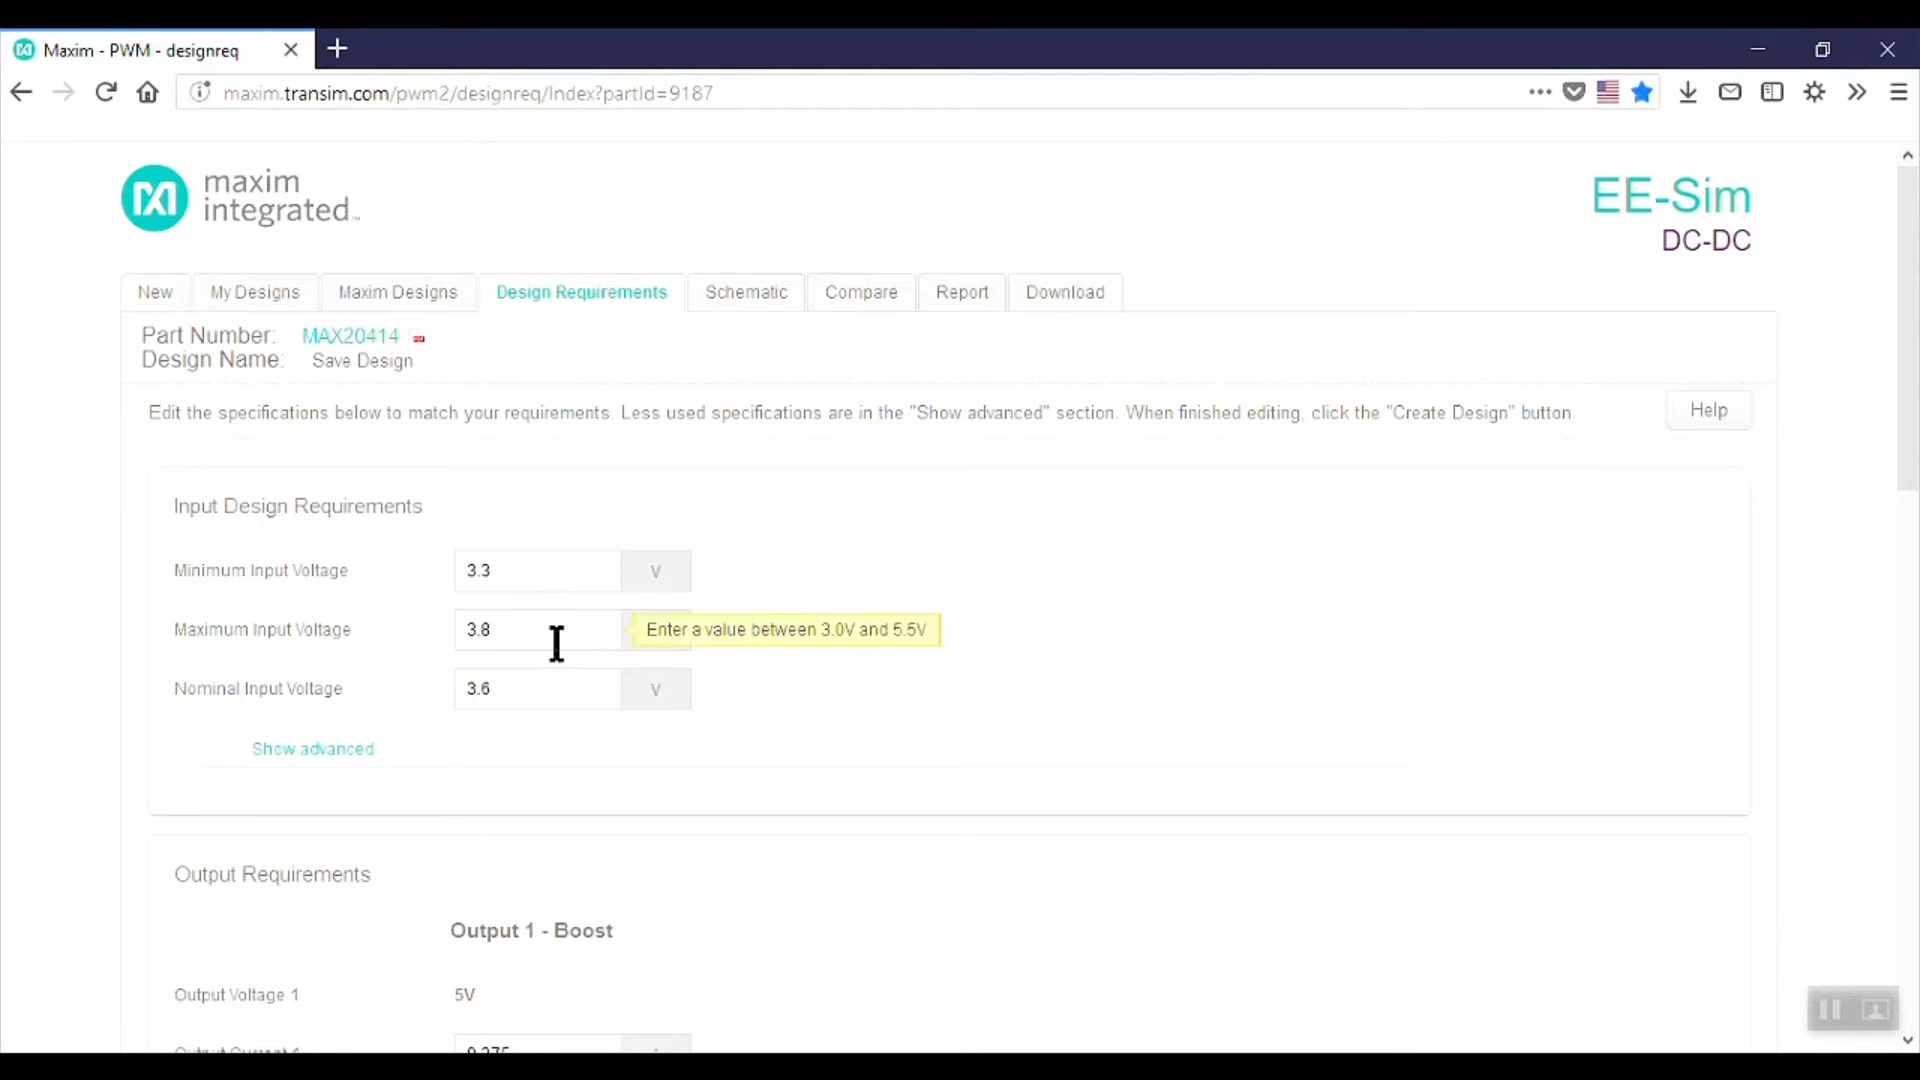 Maxim - PWM - designreq
maxim.transim.com/pwm2/designreq/Index?partId=9187
maxim
integrated™
EE-Sim
DC-DC
New
My Designs
Maxim Designs
Design Requirements
Schematic
Compare
Report
Download
Part Number: MAX20414
Design Name: Save Design
Edit the specifications below to match your requirements. Less used specifications are in the "Show advanced" section. When finished editing, click the "Create Design" button.
Help
Input Design Requirements
Minimum Input Voltage 3.3 V
Maximum Input Voltage 3.8 Enter a value between 3.0V and 5.5V
Nominal Input Voltage 3.6 V
Show advanced
Output Requirements
Output 1 - Boost
Output Voltage 1 5V
Output Current 1